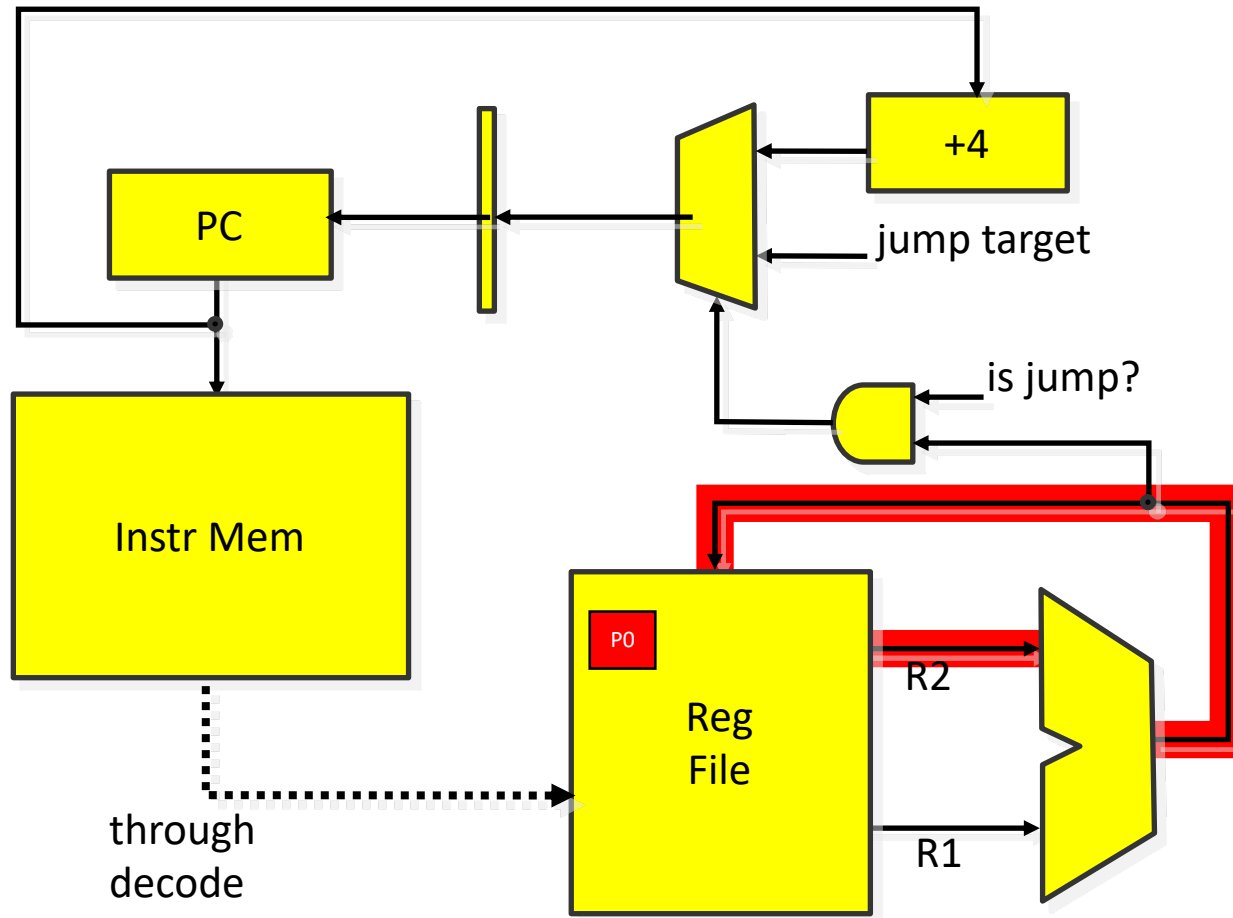 +4
PC
jump target
is jump?
Instr Mem
P0
R2
Reg
File
R1
through
decode